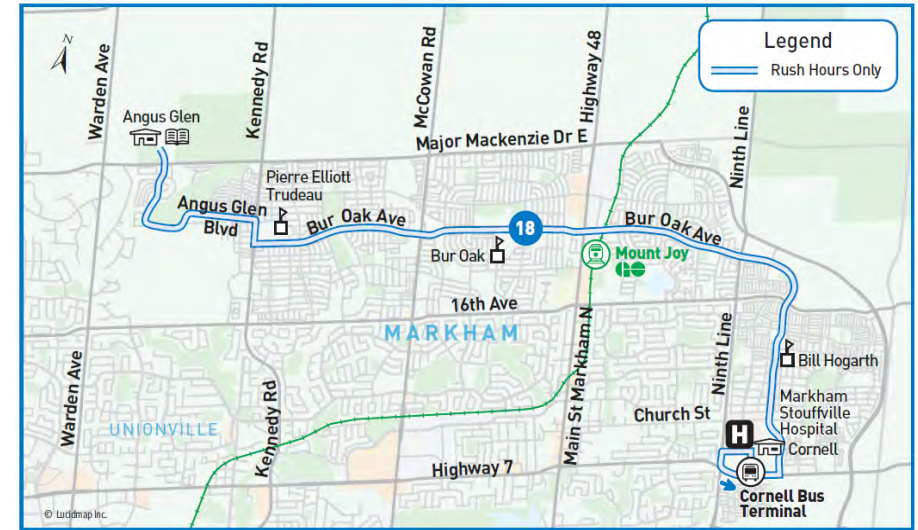 N
Warden Ave
Kennedy Rd
McCowan Rd
Highway 48
Legend
Rush Hours Only
Angus Glen
Major Mackenzie Dr E
Ninth Line
Pierre Elliott
Trudeau
Angus Glen
Blvd
Bur Oak Ave
18
Bur Oak Ave
Bur Oak
Mount Joy
GO
16th Ave
MARKHAM
Main St Markham N
Ninth Line
Bill Hogarth
Warden Ave
Kennedy Rd
UNIONVILLE
Church St
Markham
Stouffville
Hospital
H
Cornell
Highway 7
Cornell Bus
Terminal
© Lucidmap Inc.